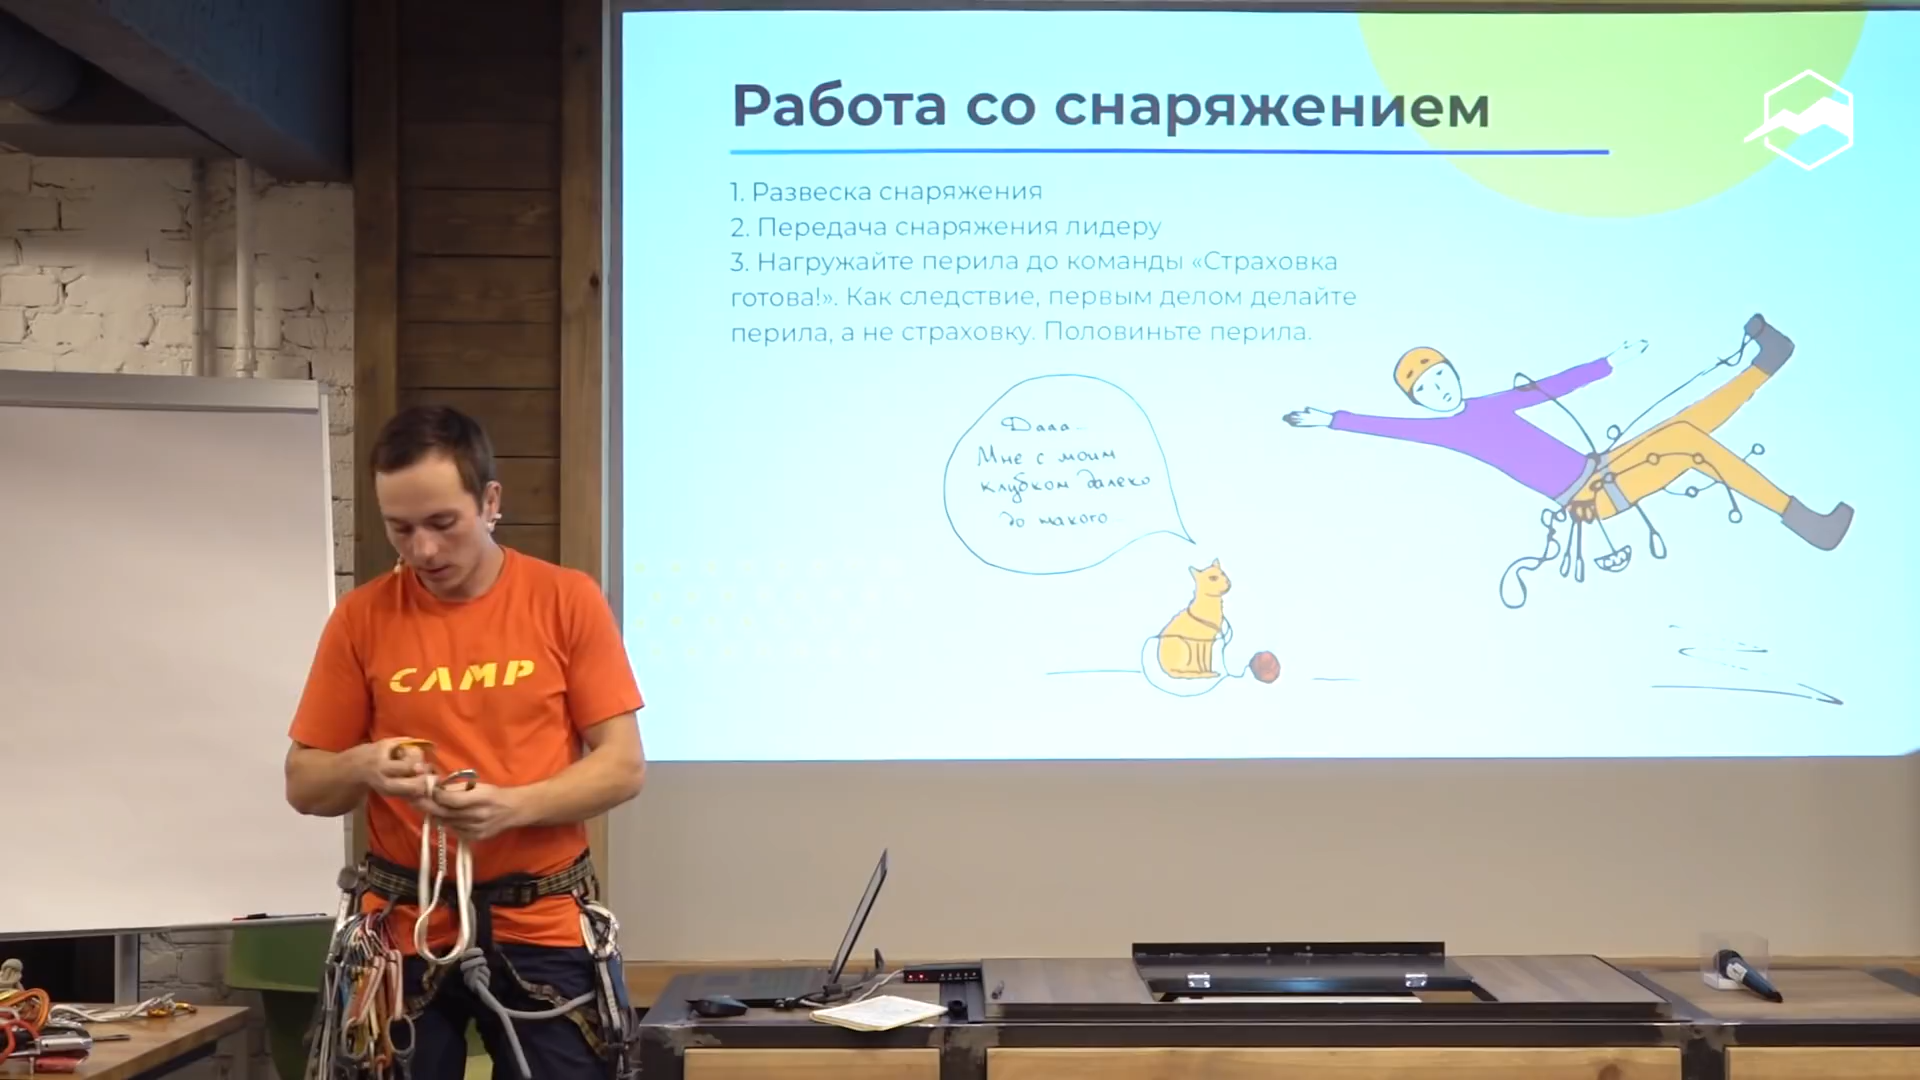 Работа со снаряжением
1. Развеска снаряжения
2. Передача снаряжения лидеру
3. Нагружайте перила до команды «Страховка
готова!». Как следствие, первым делом делайте
перила, а не страховку. Половиньте перила.
Дааа...
Мне с моим
клубком далеко
до такого...
CAMP